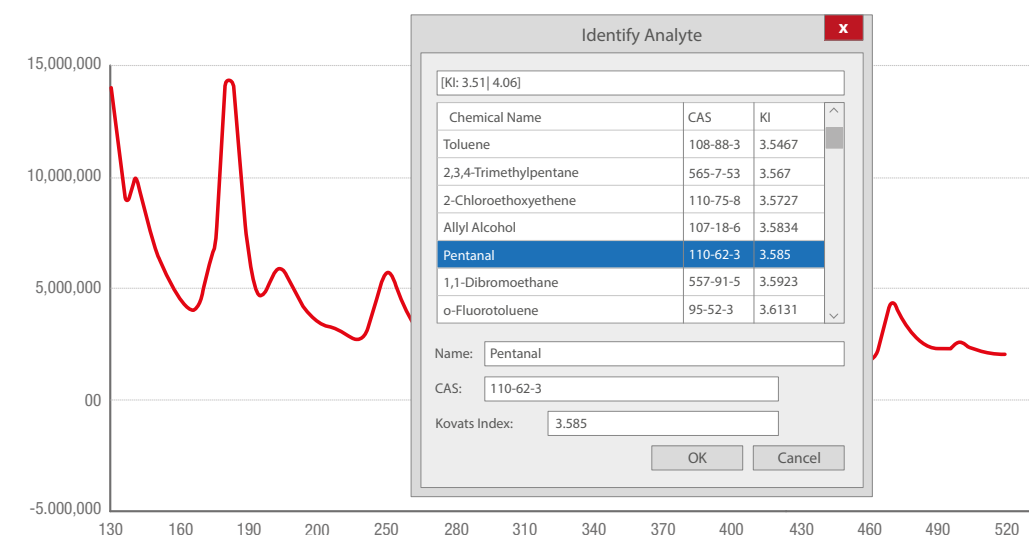 Identify Analyte
x
15,000,000
[KI: 3.51| 4.06]
Chemical Name CAS KI
Toluene 108-88-3 3.5467
10,000,000
2,3,4-Trimethylpentane 565-7-53 3.567
2-Chloroethoxyethene 110-75-8 3.5727
Allyl Alcohol 107-18-6 3.5834
Pentanal 110-62-3 3.585
5,000,000
1,1-Dibromoethane 557-91-5 3.5923
o-Fluorotoluene 95-52-3 3.6131
Name: Pentanal
CAS: 110-62-3
00
Kovats Index: 3.585
OK Cancel
-5.000,000
130 160 190 200 250 280 310 340 370 400 430 460 490 520